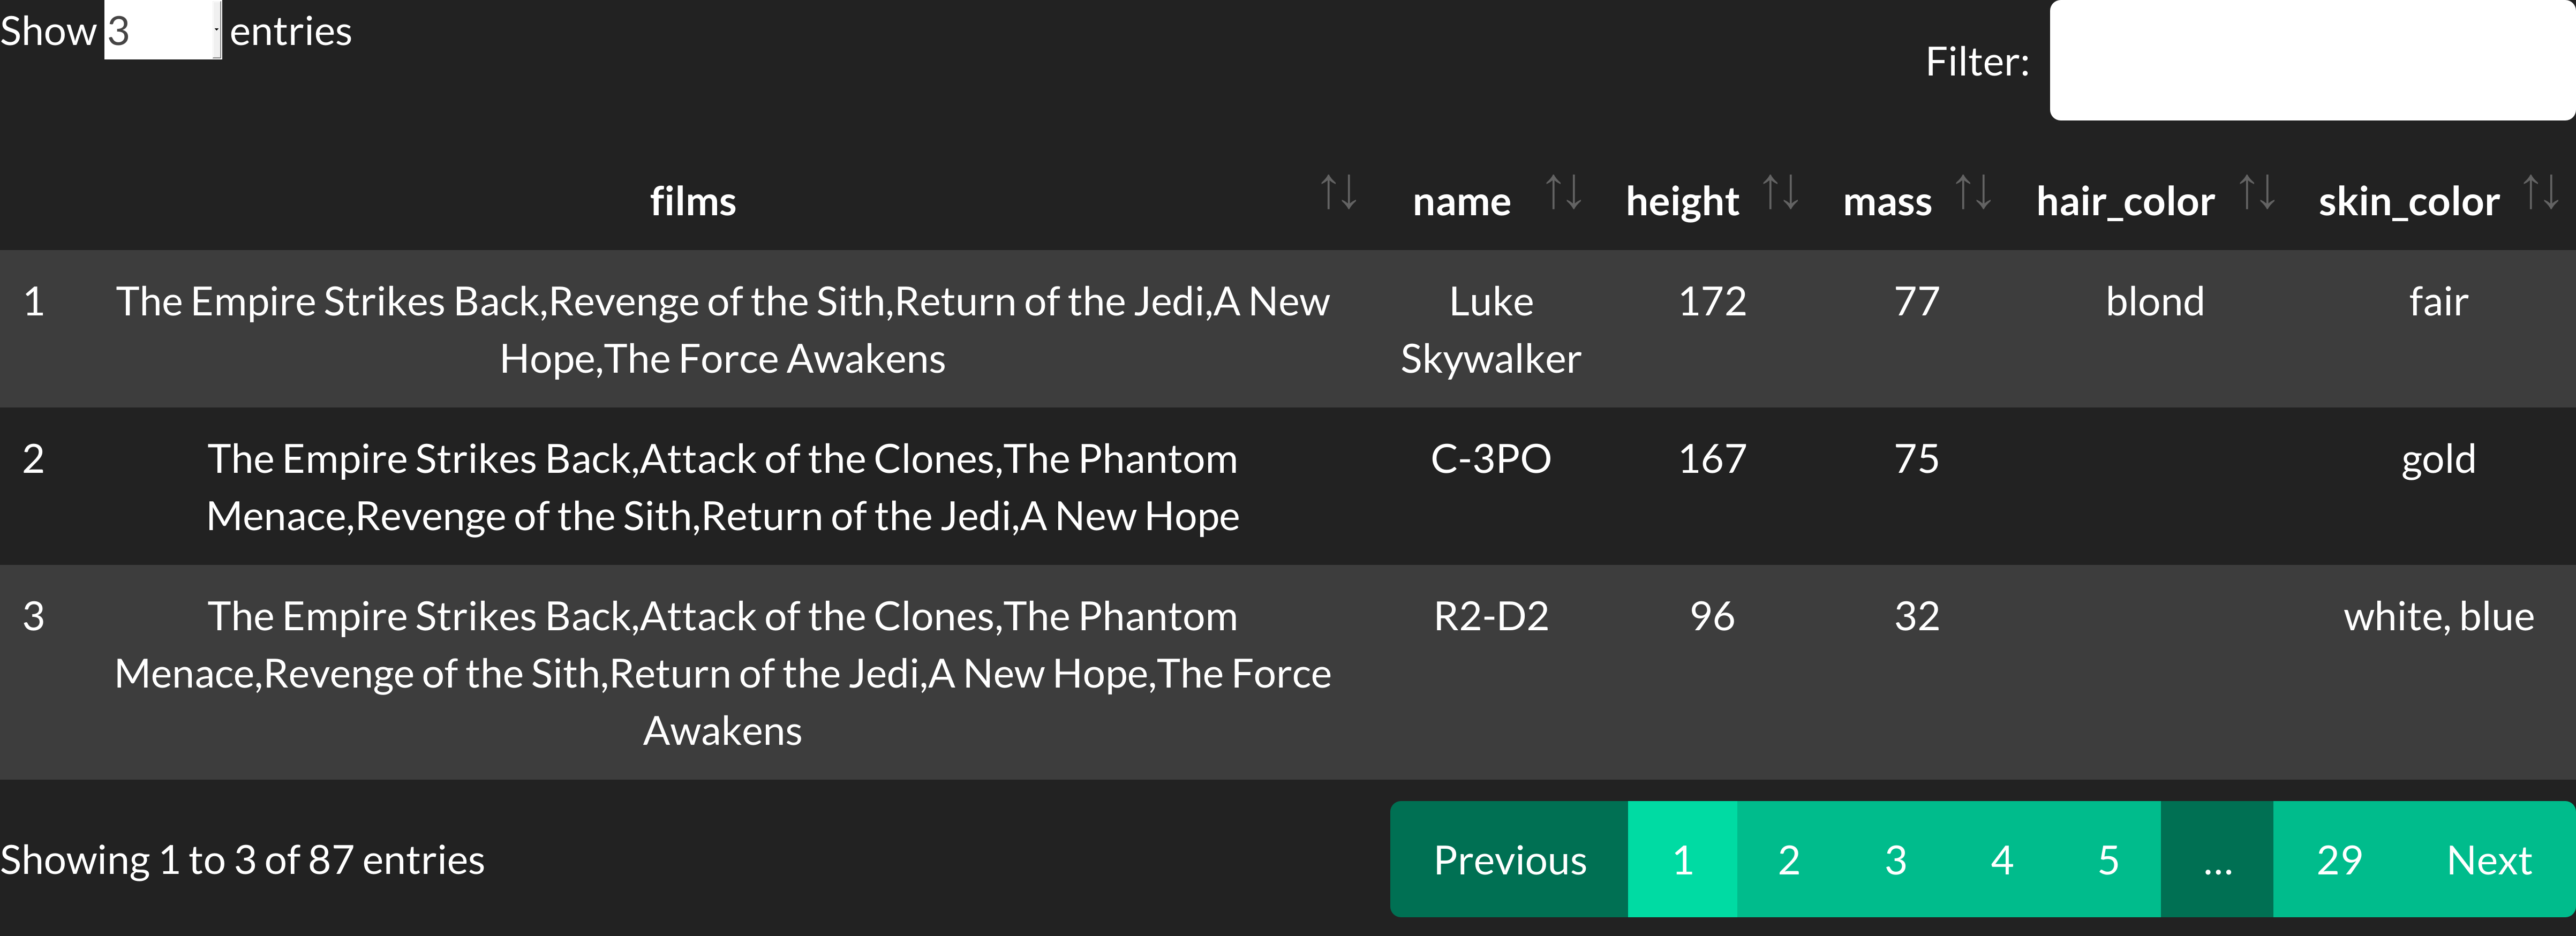 Show 3 entries
Filter:
films name height mass hair_color skin_color
1 The Empire Strikes Back,Revenge of the Sith,Return of the Jedi,A New Luke 172 77 blond fair
Hope,The Force Awakens Skywalker
2 The Empire Strikes Back,Attack of the Clones,The Phantom C-3PO 167 75 gold
Menace,Revenge of the Sith,Return of the Jedi,A New Hope
3 The Empire Strikes Back,Attack of the Clones,The Phantom R2-D2 96 32 white, blue
Menace,Revenge of the Sith,Return of the Jedi,A New Hope,The Force
Awakens
Showing 1 to 3 of 87 entries Previous 1 2 3 4 5 … 29 Next